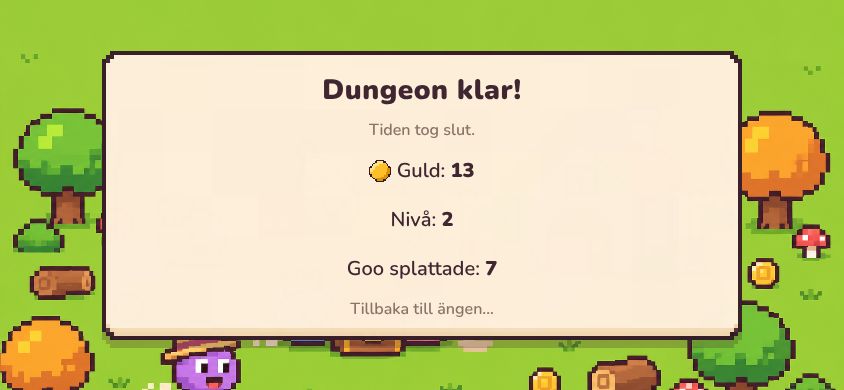 Dungeon klar!
Tiden tog slut.
Guld: 13
Nivå: 2
Goo splattade: 7
Tillbaka till ängen...